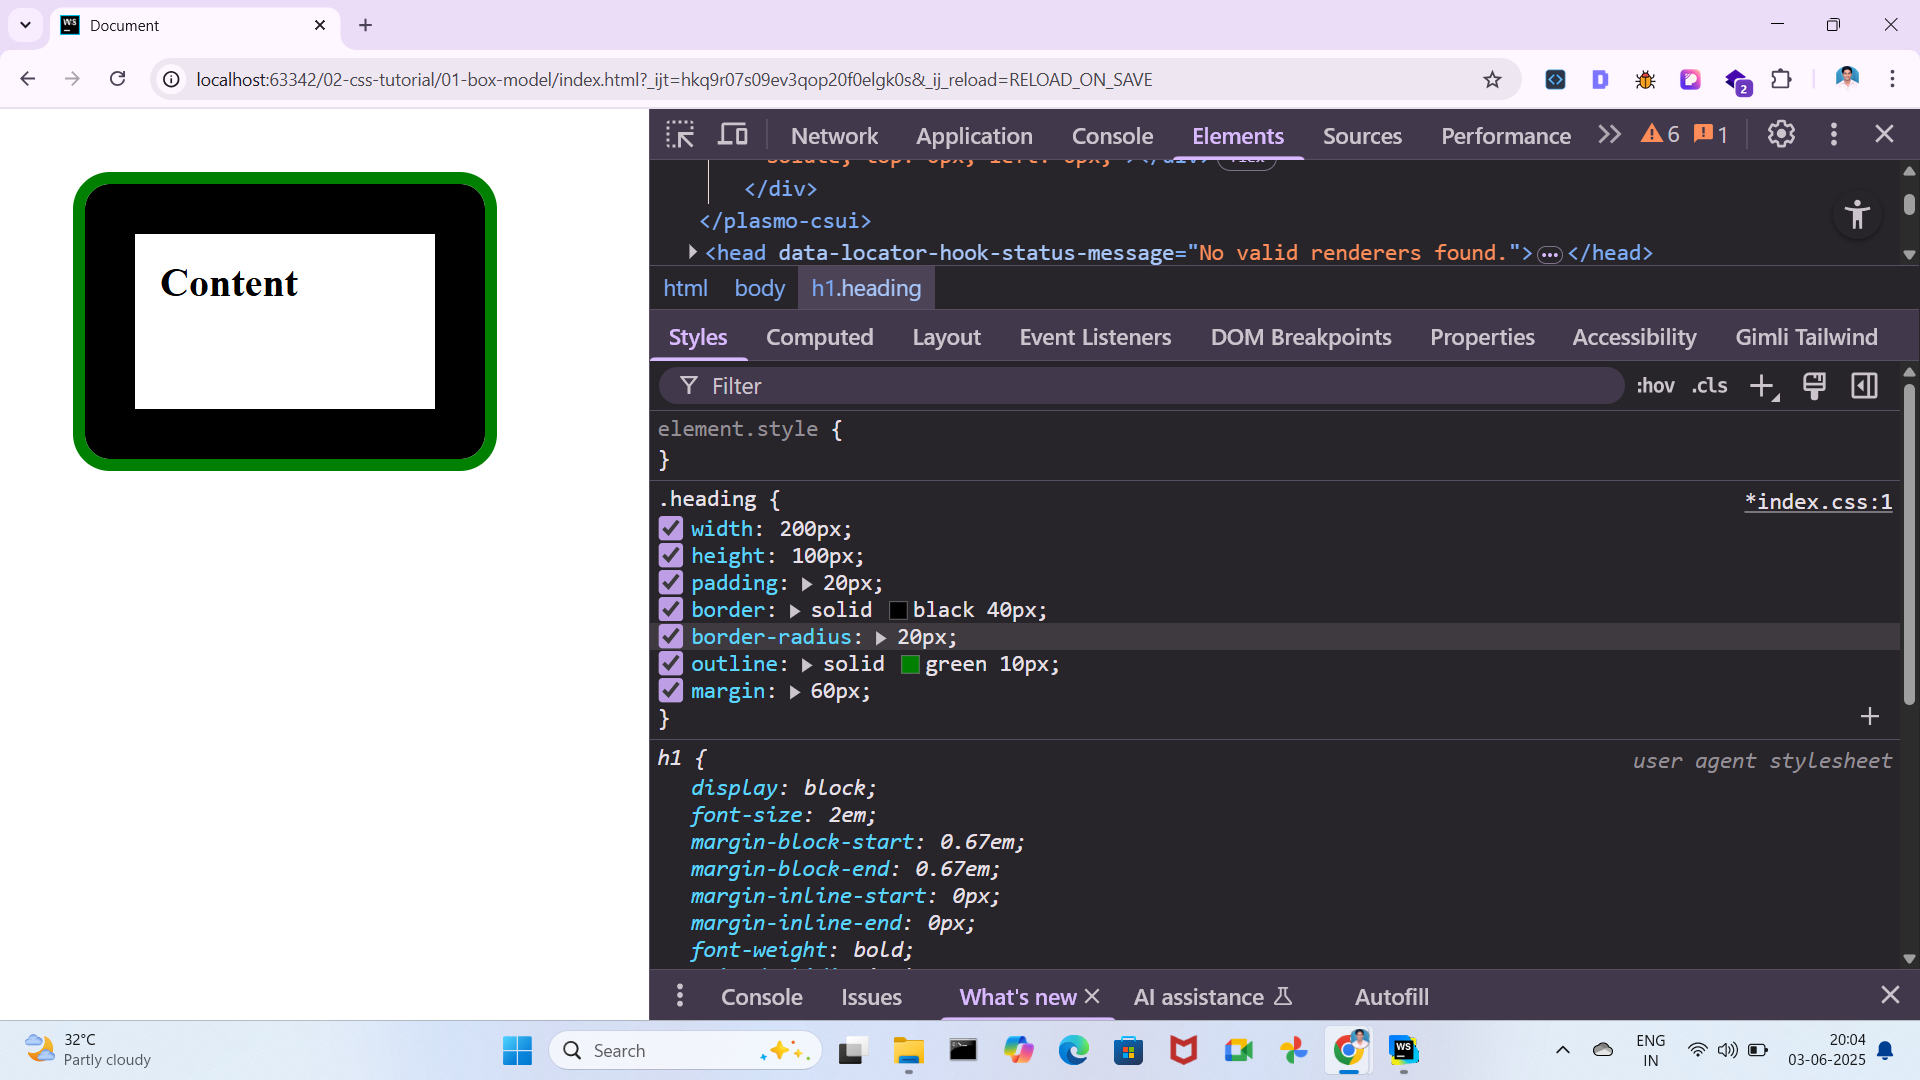 Document
localhost:63342/02-css-tutorial/01-box-model/index.html?_ijt=hkq9r07s09ev3qop20f0elgk0s&_ij_reload=RELOAD_ON_SAVE
2
Content
Network Application Console Elements Sources Performance 6 1
</div>
</plasmo-csui>
<head data-locator-hook-status-message="No valid renderers found."> </head>
html body h1.heading
Styles Computed Layout Event Listeners DOM Breakpoints Properties Accessibility Gimli Tailwind
Filter :hov .cls
element.style {
}
.heading { *index.css:1
width: 200px;
height: 100px;
padding: 20px;
border: solid black 40px;
border-radius: 20px;
outline: solid green 10px;
margin: 60px;
}
h1 { user agent stylesheet
display: block;
font-size: 2em;
margin-block-start: 0.67em;
margin-block-end: 0.67em;
margin-inline-start: 0px;
margin-inline-end: 0px;
font-weight: bold;
Console Issues What's new AI assistance Autofill
32°C
Partly cloudy
Search
WS
ENG
IN
20:04
03-06-2025